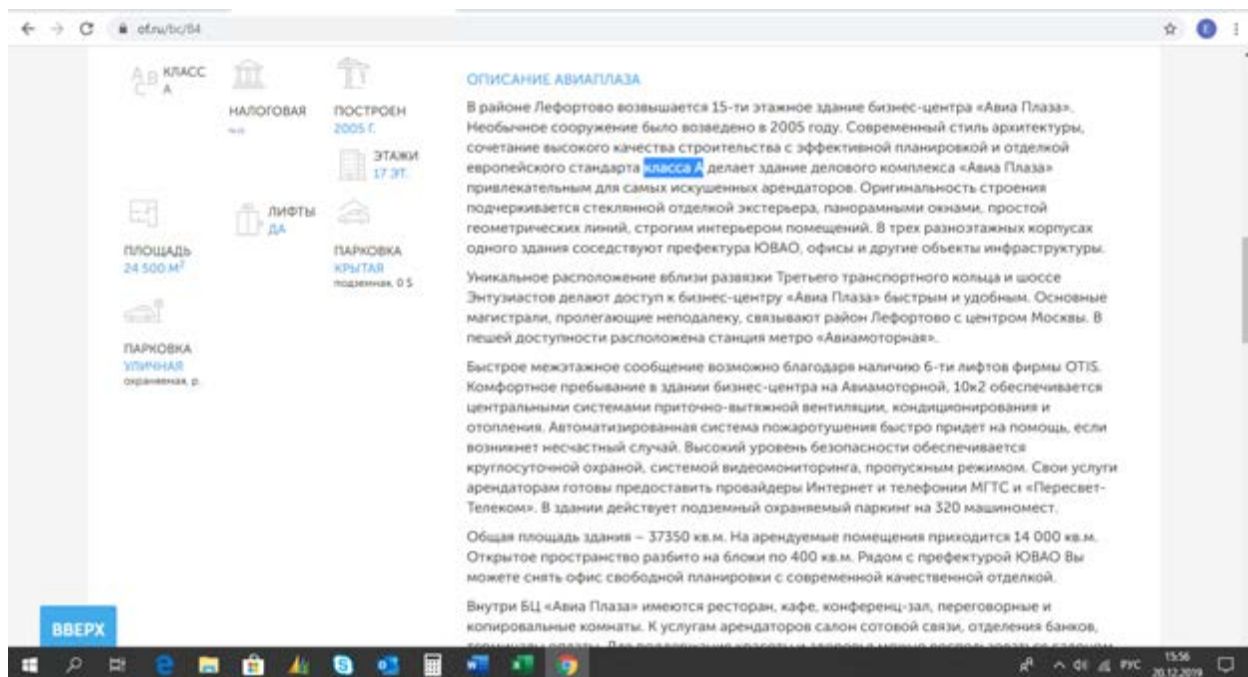 of.ru/bc/84
КЛАСС
А
НАЛОГОВАЯ
ПОСТРОЕН
2005 Г.
ЭТАЖИ
17 ЭТ.
ПЛОЩАДЬ
24 500 М²
ЛИФТЫ
ДА
ПАРКОВКА
КРЫТАЯ
подземная, 0 $
ПАРКОВКА
УЛИЧНАЯ
охраняемая, р.
ОПИСАНИЕ АВИАПЛАЗА
В районе Лефортово возвышается 15-ти этажное здание бизнес-центра «Авиа Плаза».
Необычное сооружение было возведено в 2005 году. Современный стиль архитектуры,
сочетание высокого качества строительства с эффективной планировкой и отделкой
европейского стандарта класса А делает здание делового комплекса «Авиа Плаза»
привлекательным для самых искушенных арендаторов. Оригинальность строения
подчеркивается стеклянной отделкой экстерьера, панорамными окнами, простой
геометрических линий, строгим интерьером помещений. В трех разноэтажных корпусах
одного здания соседствуют префектура ЮВАО, офисы и другие объекты инфраструктуры.
Уникальное расположение вблизи развязки Третьего транспортного кольца и шоссе
Энтузиастов делают доступ к бизнес-центру «Авиа Плаза» быстрым и удобным. Основные
магистрали, пролегающие неподалеку, связывают район Лефортово с центром Москвы. В
пешей доступности расположена станция метро «Авиамоторная».
Быстрое межэтажное сообщение возможно благодаря наличию 6-ти лифтов фирмы OTIS.
Комфортное пребывание в здании бизнес-центра на Авиамоторной, 10к2 обеспечивается
центральными системами приточно-вытяжной вентиляции, кондиционирования и
отопления. Автоматизированная система пожаротушения быстро придет на помощь, если
возникнет несчастный случай. Высокий уровень безопасности обеспечивается
круглосуточной охраной, системой видеомониторинга, пропускным режимом. Свои услуги
арендаторам готовы предоставить провайдеры Интернет и телефонии МГТС и «Пересвет-
Телеком». В здании действует подземный охраняемый паркинг на 320 машиномест.
Общая площадь здания – 37350 кв.м. На арендуемые помещения приходится 14 000 кв.м.
Открытое пространство разбито на блоки по 400 кв.м. Рядом с префектурой ЮВАО Вы
можете снять офис свободной планировки с современной качественной отделкой.
Внутри БЦ «Авиа Плаза» имеются ресторан, кафе, конференц-зал, переговорные и
копировальные комнаты. К услугам арендаторов салон сотовой связи, отделения банков,
ВВЕРХ
РУС
15:56
20.12.2019